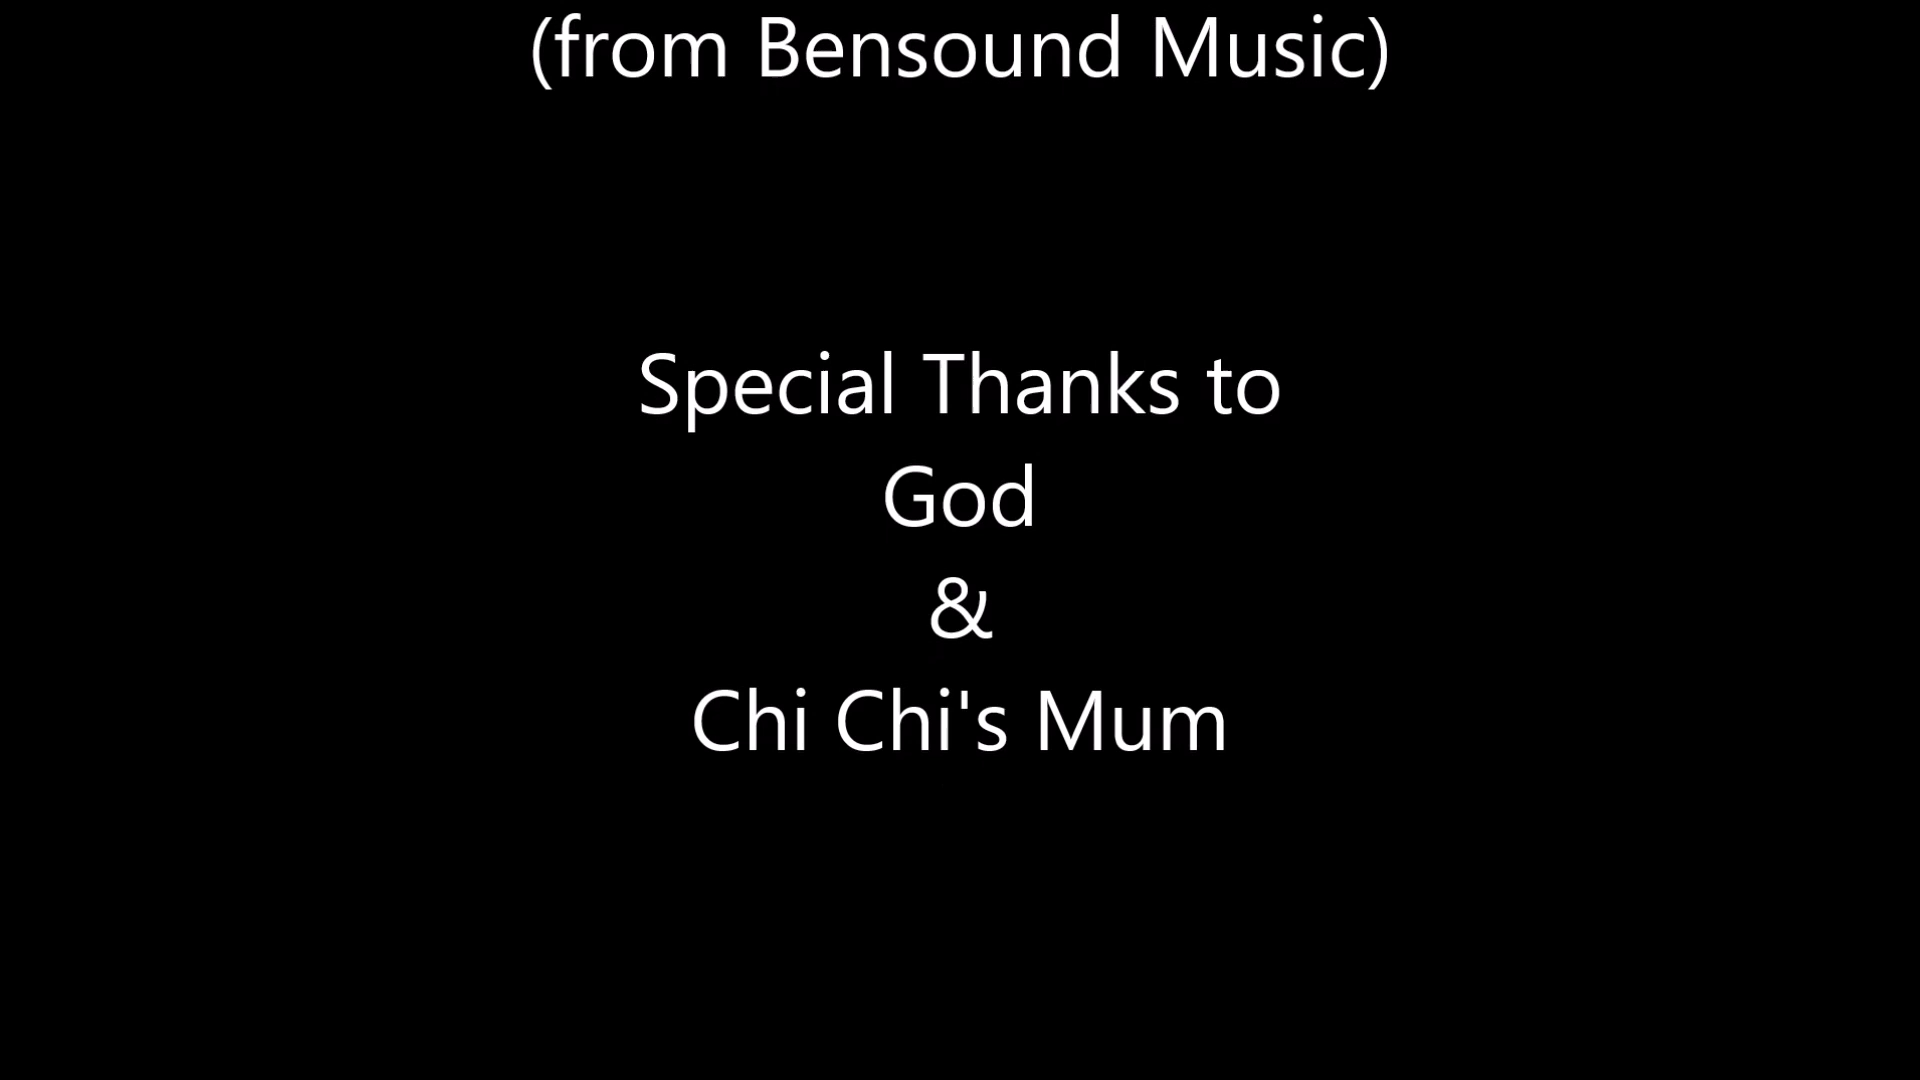 (from Bensound Music)
Special Thanks to
God
&
Chi Chi's Mum